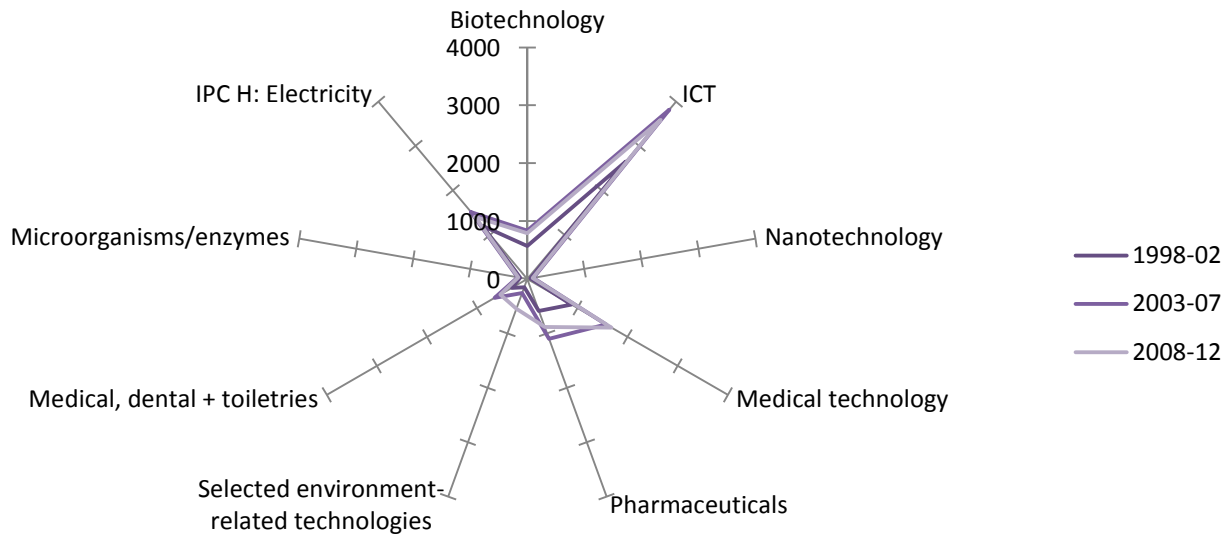 Biotechnology
4000
3000
2000
1000
0
ICT
Nanotechnology
Medical technology
Pharmaceuticals
Selected environment-
related technologies
Medical, dental + toiletries
Microorganisms/enzymes
IPC H: Electricity
1998-02
2003-07
2008-12